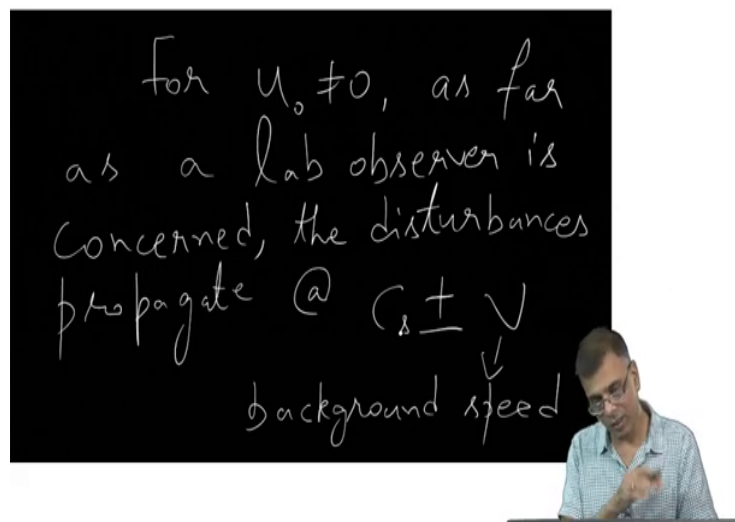 For u₀ ≠ 0, as far
as a lab observer is
concerned, the disturbances
propagate @ Cₛ ± V
↓
background speed